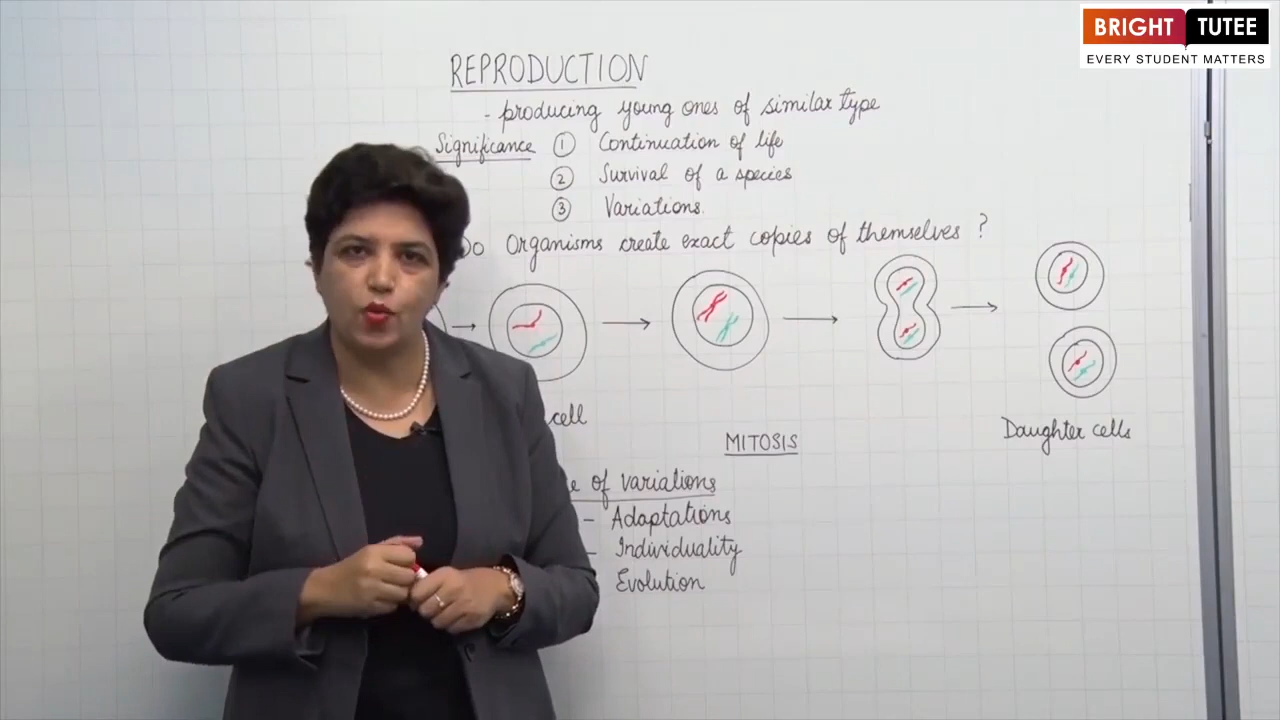 BRIGHT TUTEE
EVERY STUDENT MATTERS
REPRODUCTION
- producing young ones of similar type
Significance ① Continuation of life
② Survival of a species
③ Variations.
Do Organisms create exact copies of themselves ?
cell
Daughter cells
MITOSIS
of variations
- Adaptations
- Individuality
Evolution